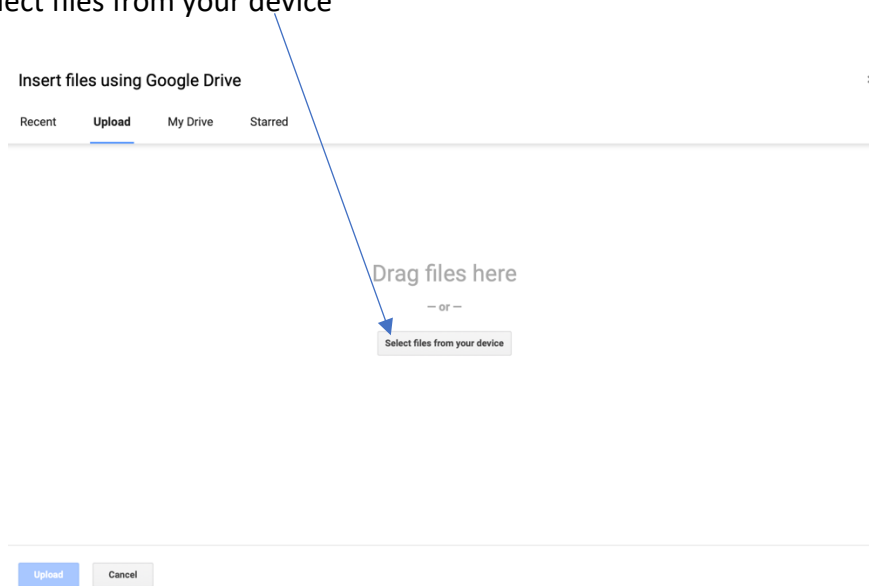 lect files from your device
Insert files using Google Drive
Recent Upload My Drive Starred
Drag files here
— or —
Select files from your device
Upload Cancel